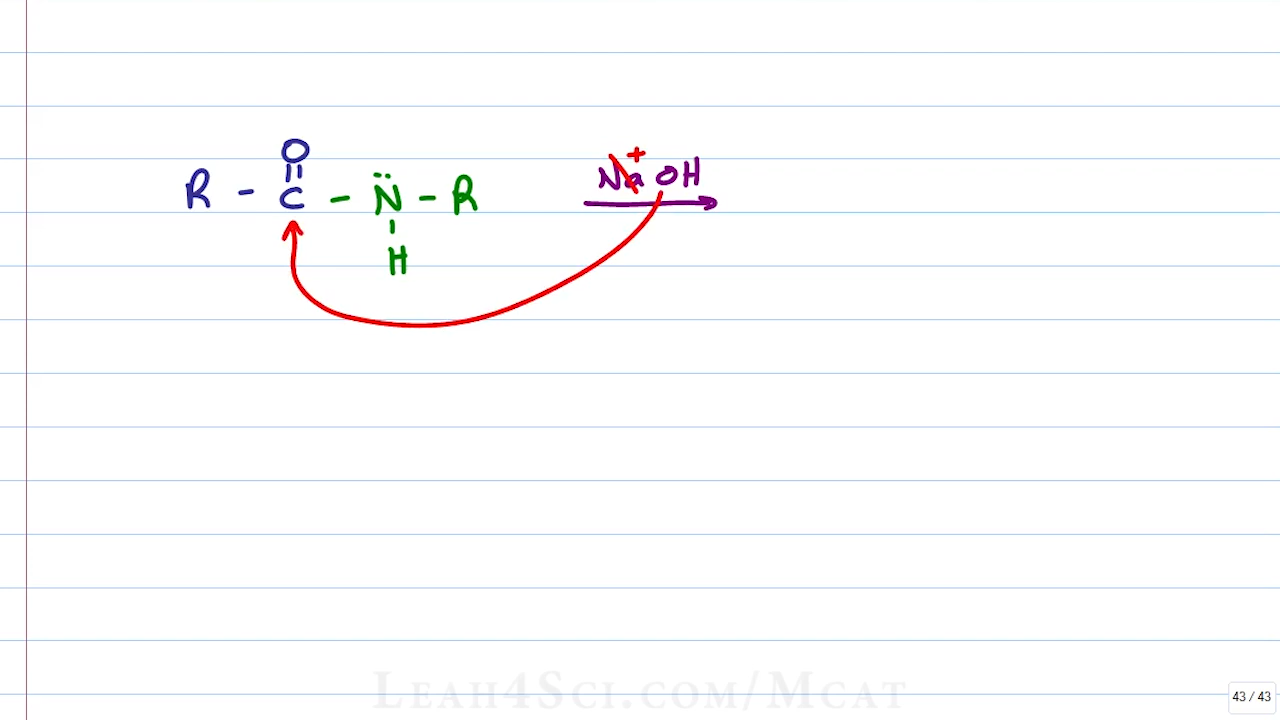 O
R - C - N̈ - R
H
Na⁺OH
Leah4Sci.com/Mcat
43 / 43